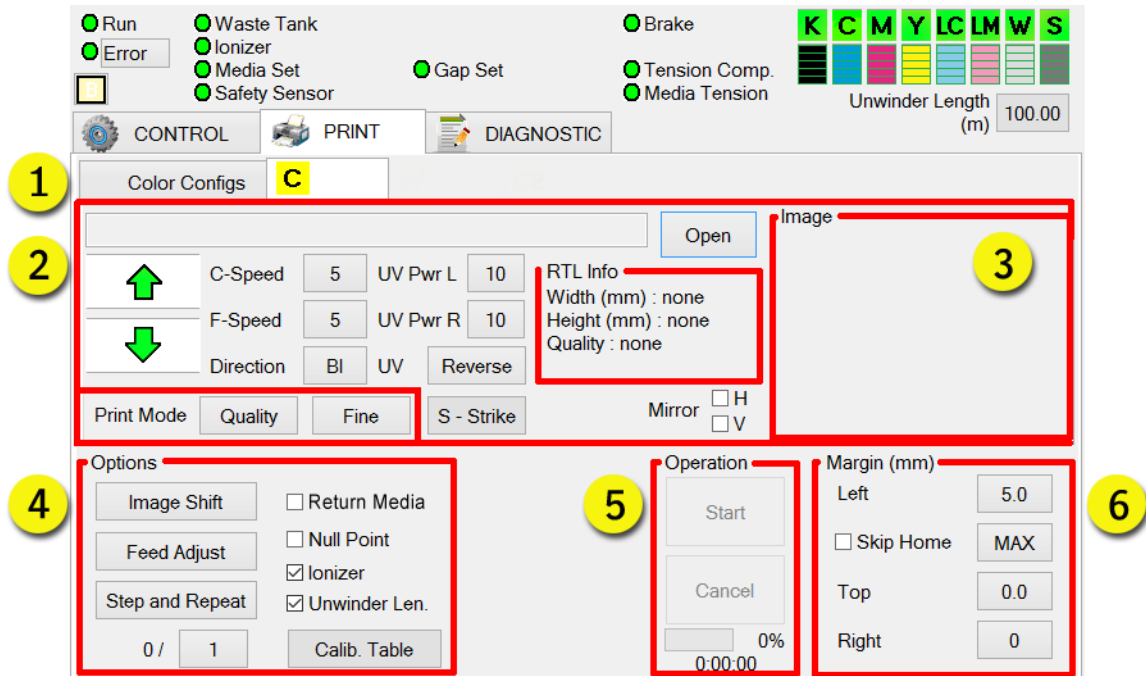 Run
Error
Waste Tank
Ionizer
Media Set
Safety Sensor
Gap Set
Brake
Tension Comp.
Media Tension
K C M Y LC LM W S
Unwinder Length
(m) 100.00
CONTROL PRINT DIAGNOSTIC
1
Color Configs C
2
Open
C-Speed 5 UV Pwr L 10
F-Speed 5 UV Pwr R 10
Direction BI UV Reverse
Print Mode Quality Fine S - Strike
RTL Info
Width (mm) : none
Height (mm) : none
Quality : none
Mirror H
V
Image
3
4
Options
Image Shift Return Media
Feed Adjust Null Point
Ionizer
Step and Repeat Unwinder Len.
0 / 1 Calib. Table
5
Operation
Start
Cancel
0%
0:00:00
Margin (mm)
Left 5.0
Skip Home MAX
Top 0.0
Right 0
6